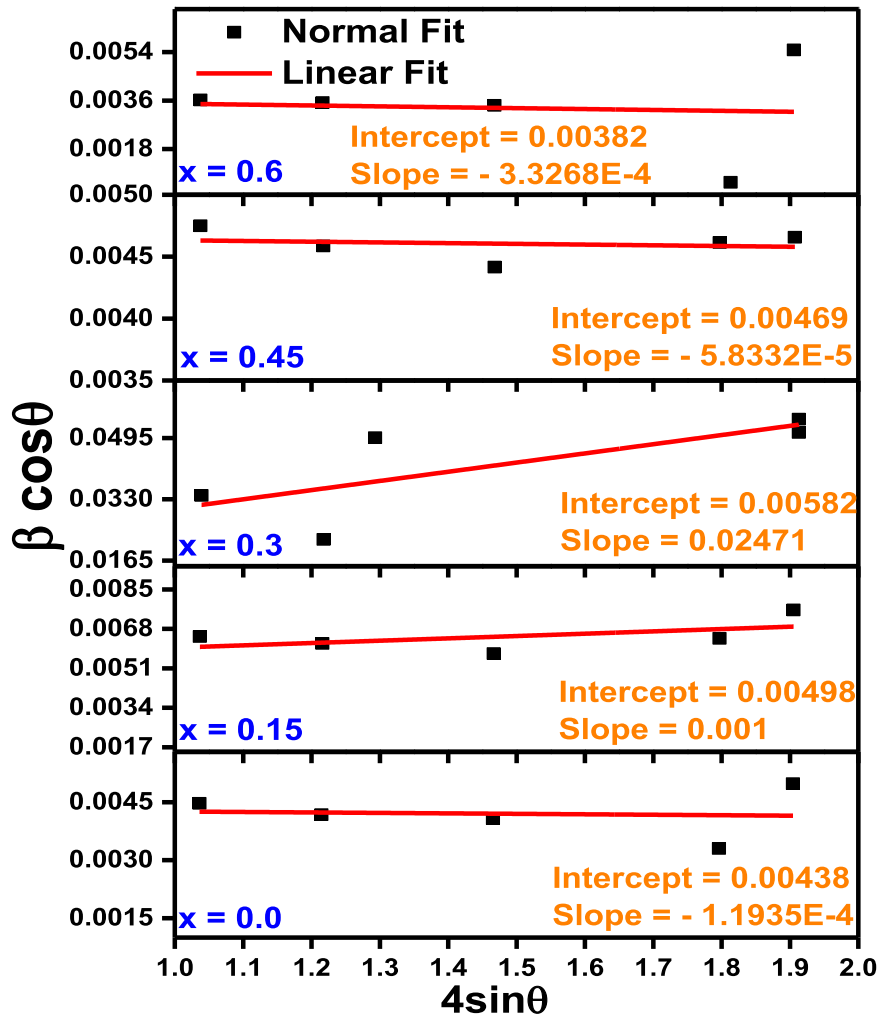 Normal Fit
Linear Fit
0.0054
0.0036
0.0018
Intercept = 0.00382
Slope = - 3.3268E-4
x = 0.6
0.0050
0.0045
0.0040
0.0035
Intercept = 0.00469
Slope = - 5.8332E-5
x = 0.45
0.0495
0.0330
0.0165
Intercept = 0.00582
Slope = 0.02471
x = 0.3
0.0085
0.0068
0.0051
0.0034
0.0017
Intercept = 0.00498
Slope = 0.001
x = 0.15
0.0045
0.0030
0.0015
Intercept = 0.00438
Slope = - 1.1935E-4
x = 0.0
1.0 1.1 1.2 1.3 1.4 1.5 1.6 1.7 1.8 1.9 2.0
4sinθ
β cosθ